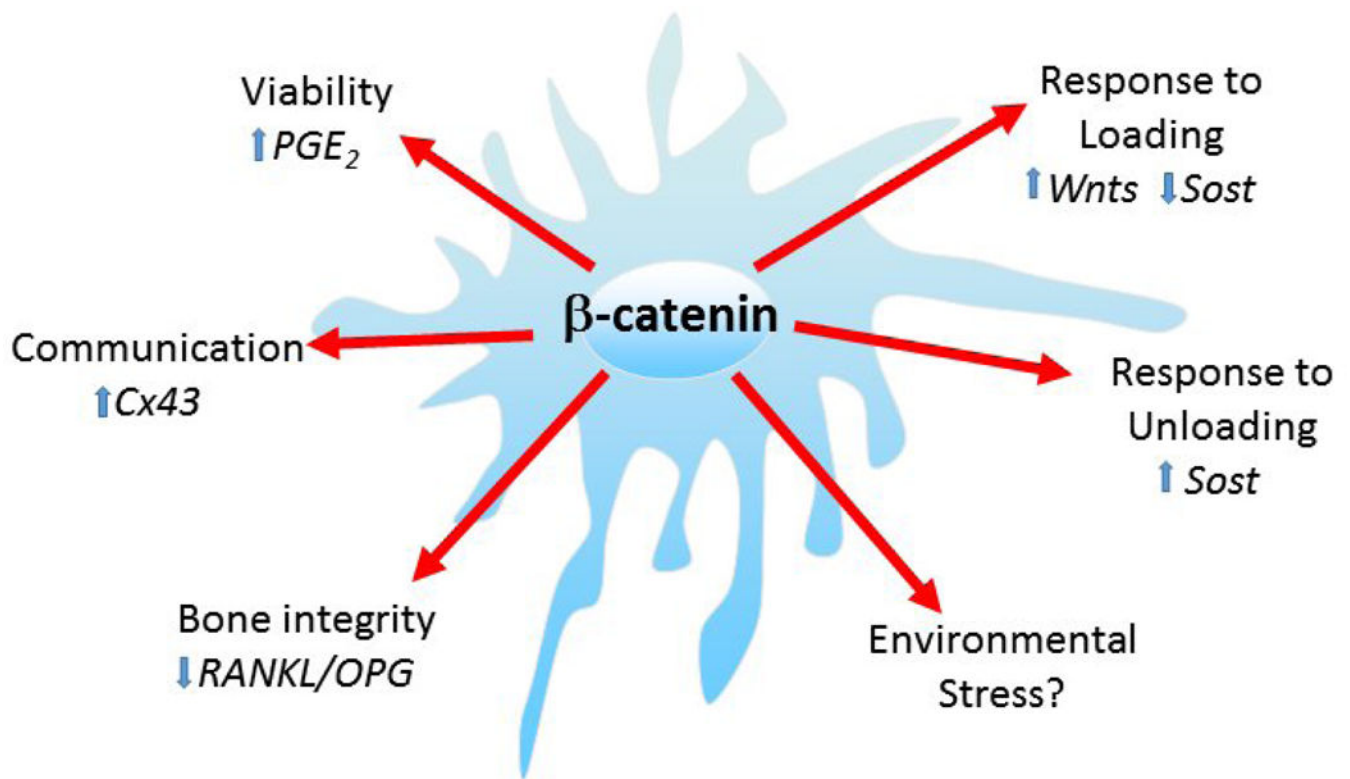 Viability
⬆PGE₂
Response to
Loading
⬆Wnts ⬇Sost
β-catenin
Communication
⬆Cx43
Response to
Unloading
⬆ Sost
Bone integrity
⬇RANKL/OPG
Environmental
Stress?